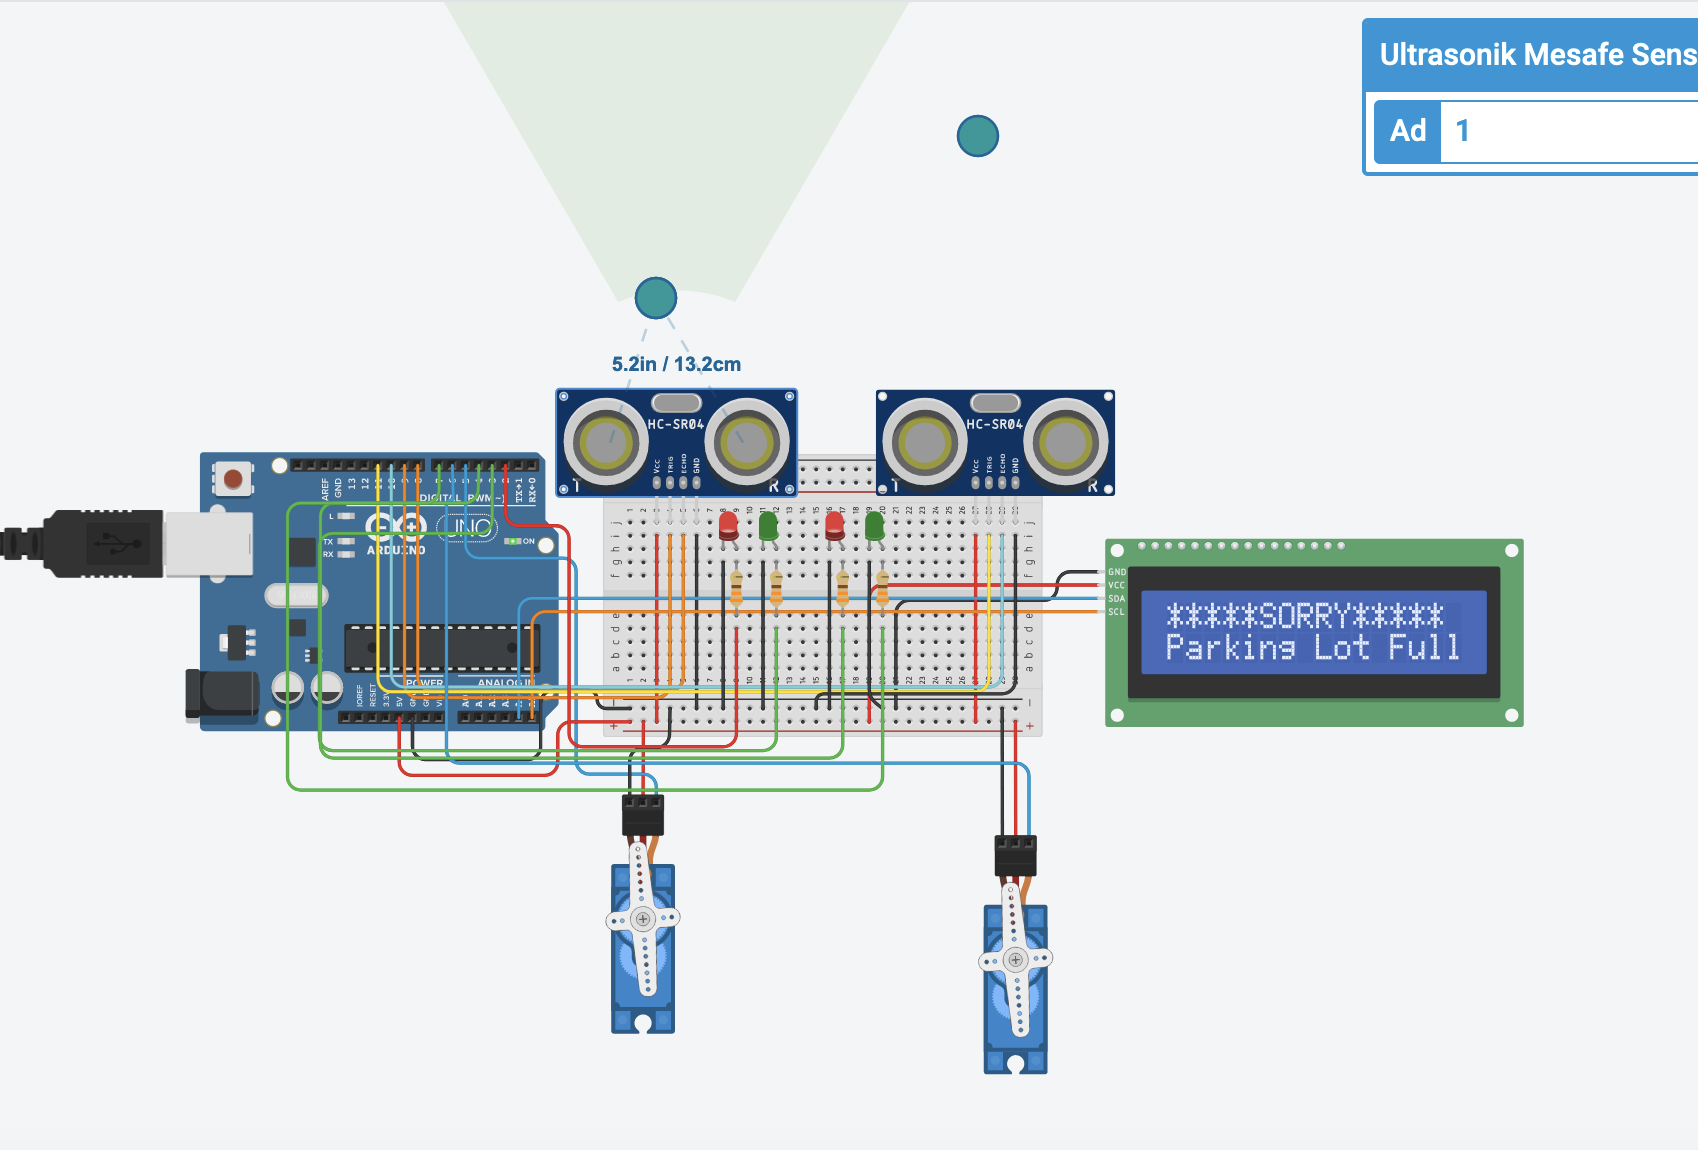 Ultrasonik Mesafe Sens
Ad 1
5.2in / 13.2cm
HC-SR04
VCC TRIG ECHO GND
T R
HC-SR04
VCC TRIG ECHO GND
T R
AREF
GND
13
12
DIGITAL (PWM ~)
TX→1
RX←0
L
TX
RX
UNO
ARDUINO
ON
IOREF
RESET
3.3V
5V
POWER
ANALOG IN
j
i
h
g
f
e
d
c
b
a
GND
VCC
SDA
SCL
*****SORRY*****
Parking Lot Full